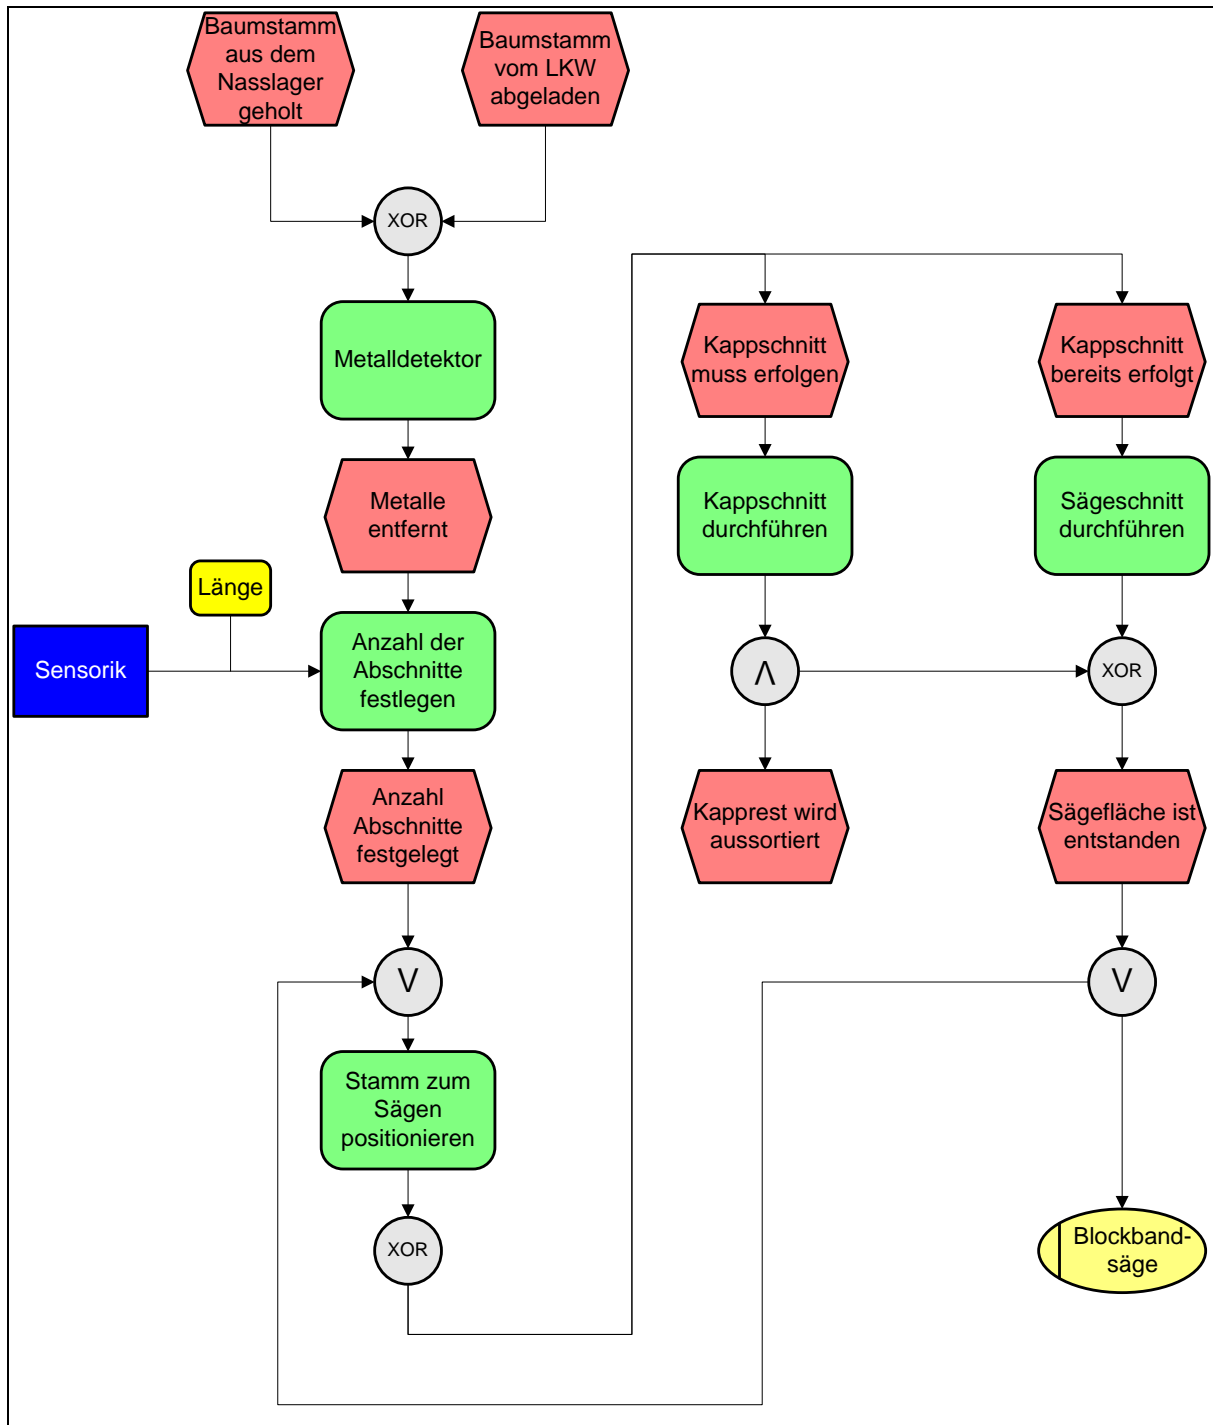 Baumstamm
aus dem
Nasslager
geholt
Baumstamm
vom LKW
abgeladen
XOR
Metalldetektor
Metalle
entfernt
Länge
Sensorik
Anzahl der
Abschnitte
festlegen
Anzahl
Abschnitte
festgelegt
V
Stamm zum
Sägen
positionieren
XOR
Kappschnitt
muss erfolgen
Kappschnitt
bereits erfolgt
Kappschnitt
durchführen
Sägeschnitt
durchführen
Λ
XOR
Kapprest wird
aussortiert
Sägefläche ist
entstanden
V
Blockband-
säge